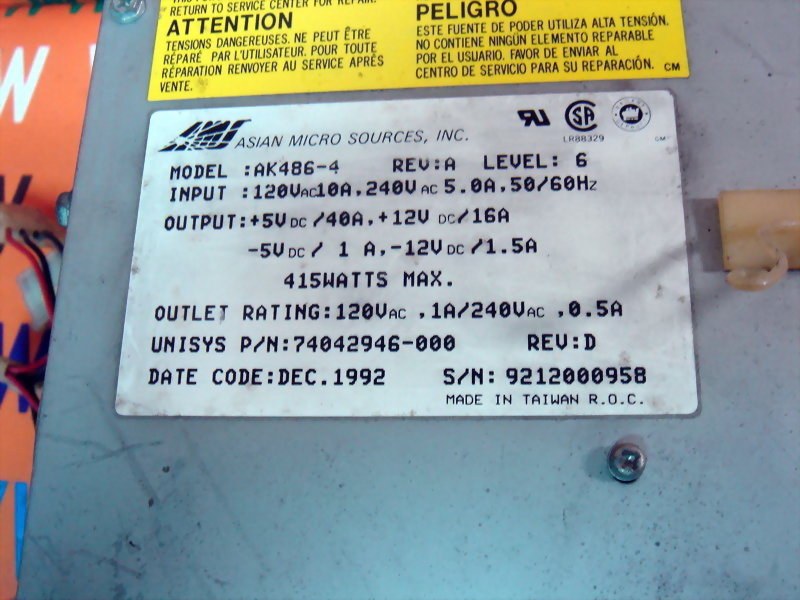 RETURN TO SERVICE CENTER FOR REPAIR.
ATTENTION
TENSIONS DANGEREUSES. NE PEUT ÊTRE
RÉPARÉ PAR L'UTILISATEUR. POUR TOUTE
RÉPARATION RENVOYER AU SERVICE APRÈS
VENTE.
PELIGRO
ESTE FUENTE DE PODER UTILIZA ALTA TENSIÓN.
NO CONTIENE NINGÚN ELEMENTO REPARABLE
POR EL USUARIO. FAVOR DE ENVIAR AL
CENTRO DE SERVICIO PARA SU REPARACIÓN. CM
AMS ASIAN MICRO SOURCES, INC.
LR88329
MODEL :AK486-4 REV:A LEVEL: 6
INPUT :120VAC10A,240VAC 5.0A,50/60Hz
OUTPUT:+5VDC/40A,+12V DC/16A
-5VDC/ 1 A,-12VDC/1.5A
415WATTS MAX.
OUTLET RATING:120VAC ,1A/240VAC ,0.5A
UNISYS P/N:74042946-000 REV:D
DATE CODE:DEC.1992 S/N: 9212000958
MADE IN TAIWAN R.O.C.
W